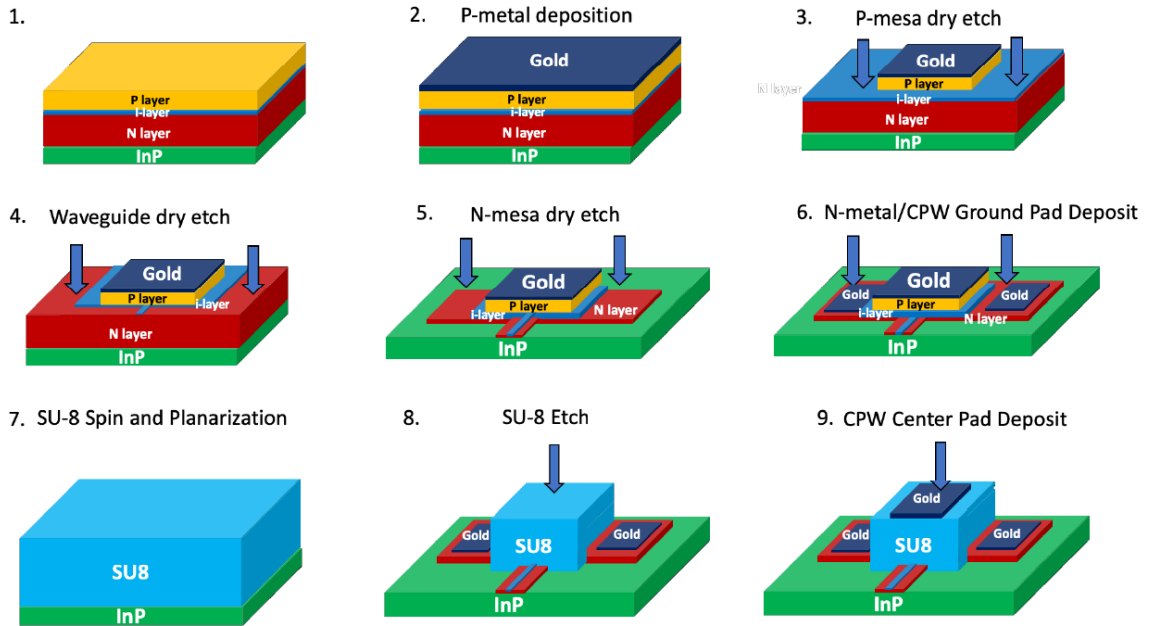 1.
P layer
i-layer
N layer
InP
2. P-metal deposition
Gold
P layer
i-layer
N layer
InP
3. P-mesa dry etch
Gold
P layer
N layer
i-layer
N layer
InP
4. Waveguide dry etch
Gold
P layer
i-layer
N layer
InP
5. N-mesa dry etch
Gold
P layer
i-layer
N layer
InP
6. N-metal/CPW Ground Pad Deposit
Gold
Gold
Gold
P layer
i-layer
N layer
InP
7. SU-8 Spin and Planarization
SU8
InP
8. SU-8 Etch
Gold
SU8
Gold
InP
9. CPW Center Pad Deposit
Gold
Gold
SU8
Gold
InP